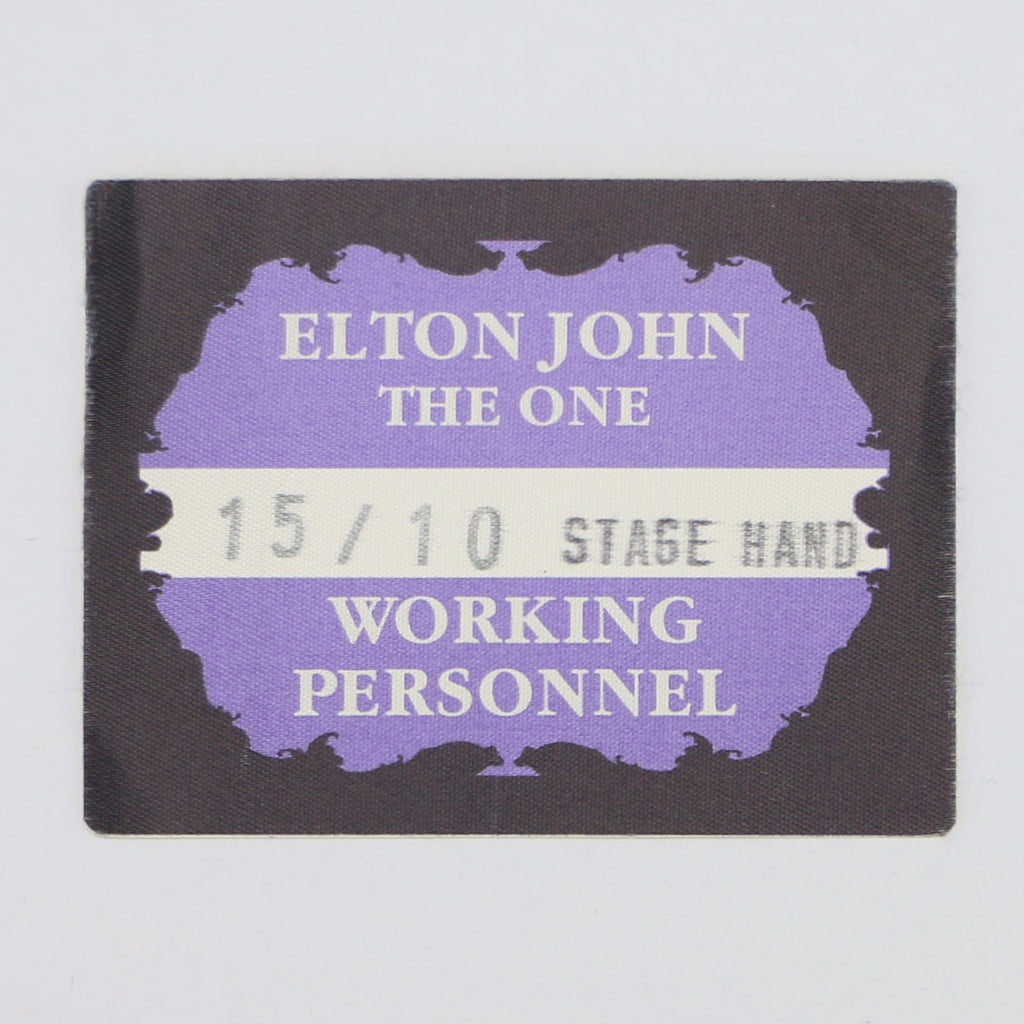 ELTON JOHN
THE ONE
15/10 STAGE HAND
WORKING
PERSONNEL